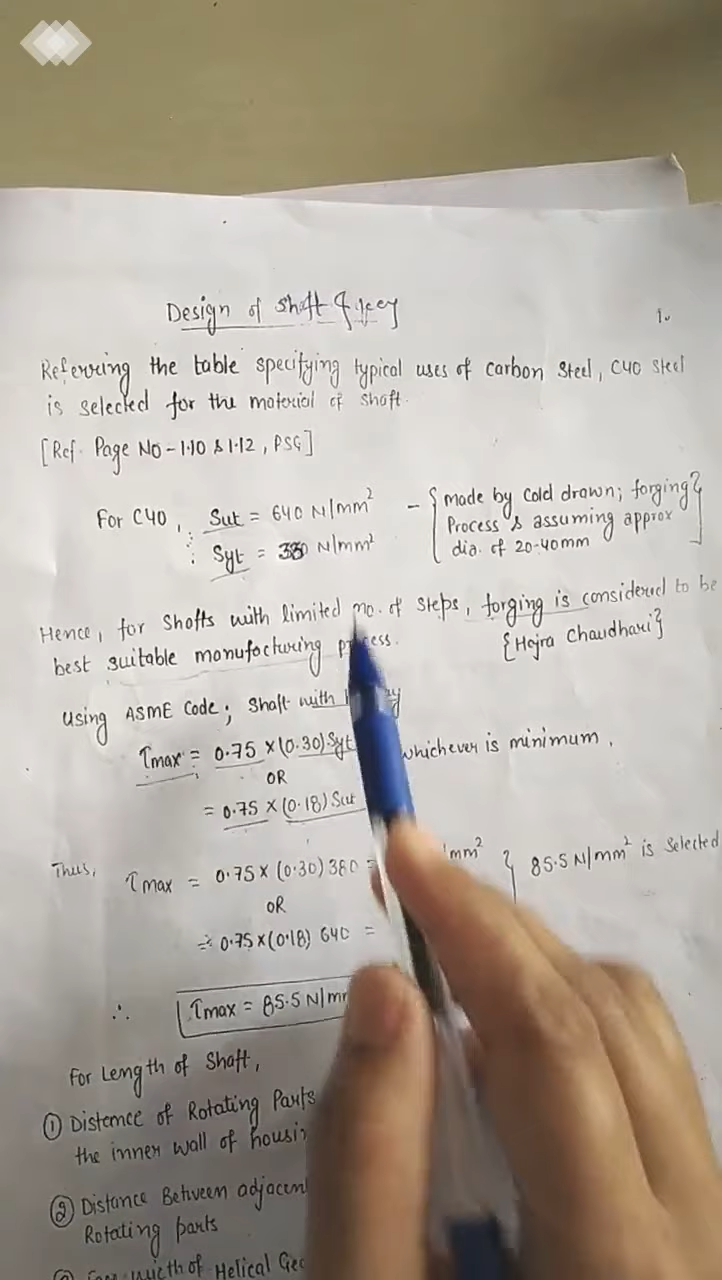 Design of Shaft & key
1.
Referring the table specifying typical uses of Carbon Steel, C40 steel
is selected for the material of shaft.
[Ref. Page No - 1.10 & 1.12, PSG]
For C40, Sut = 640 N/mm²
: Syt = 380 N/mm²
- { made by cold drawn; forging }
Process & assuming approx
dia. of 20-40mm
Hence, for Shafts with limited no. of steps, forging is considered to be
best suitable manufacturing process. {Hajra Chaudhari}
Using ASME Code; Shaft with
τmax = 0.75 × (0.30) Syt whichever is minimum.
OR
= 0.75 × (0.18) Sut
Thus, τmax = 0.75 × (0.30) 380 = /mm² } 85.5 N/mm² is selected
OR
= 0.75 × (0.18) 640 =
∴ τmax = 85.5 N/mm
For Length of Shaft,
① Distance of Rotating Parts
the inner wall of
② Distance Between
Rotating parts
of Helical